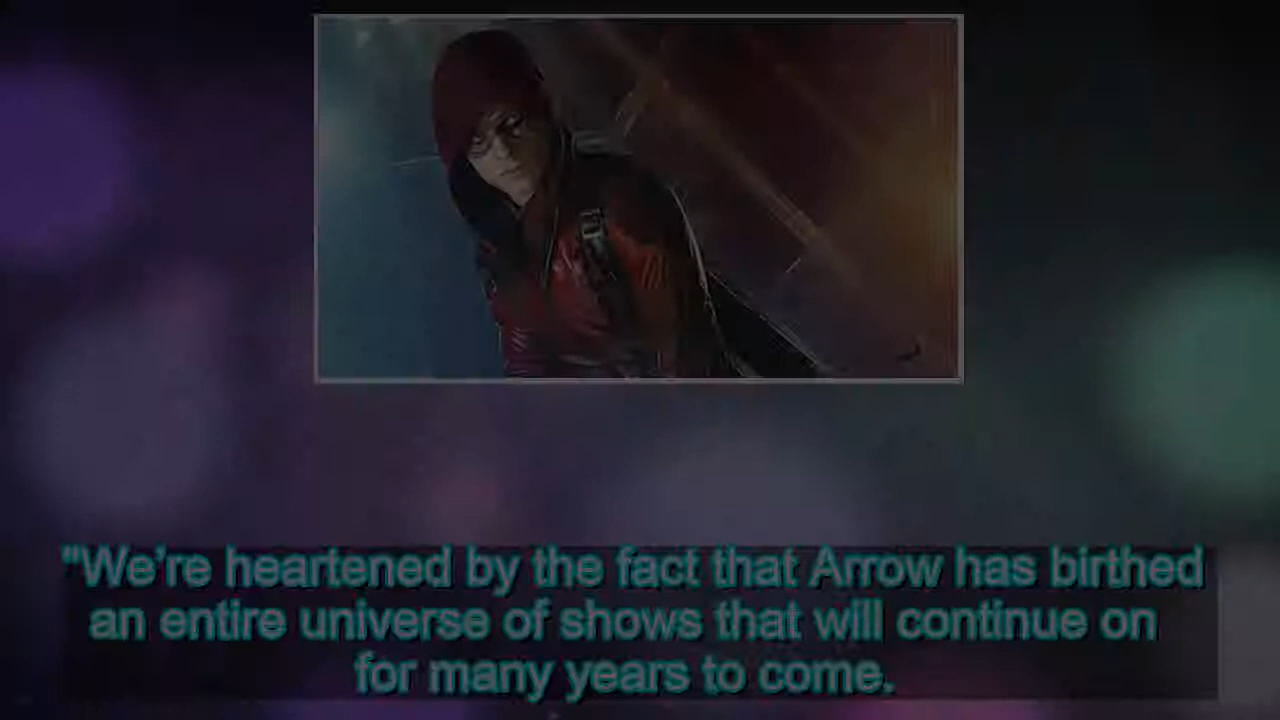 "We're heartened by the fact that Arrow has birthed
an entire universe of shows that will continue on
for many years to come.